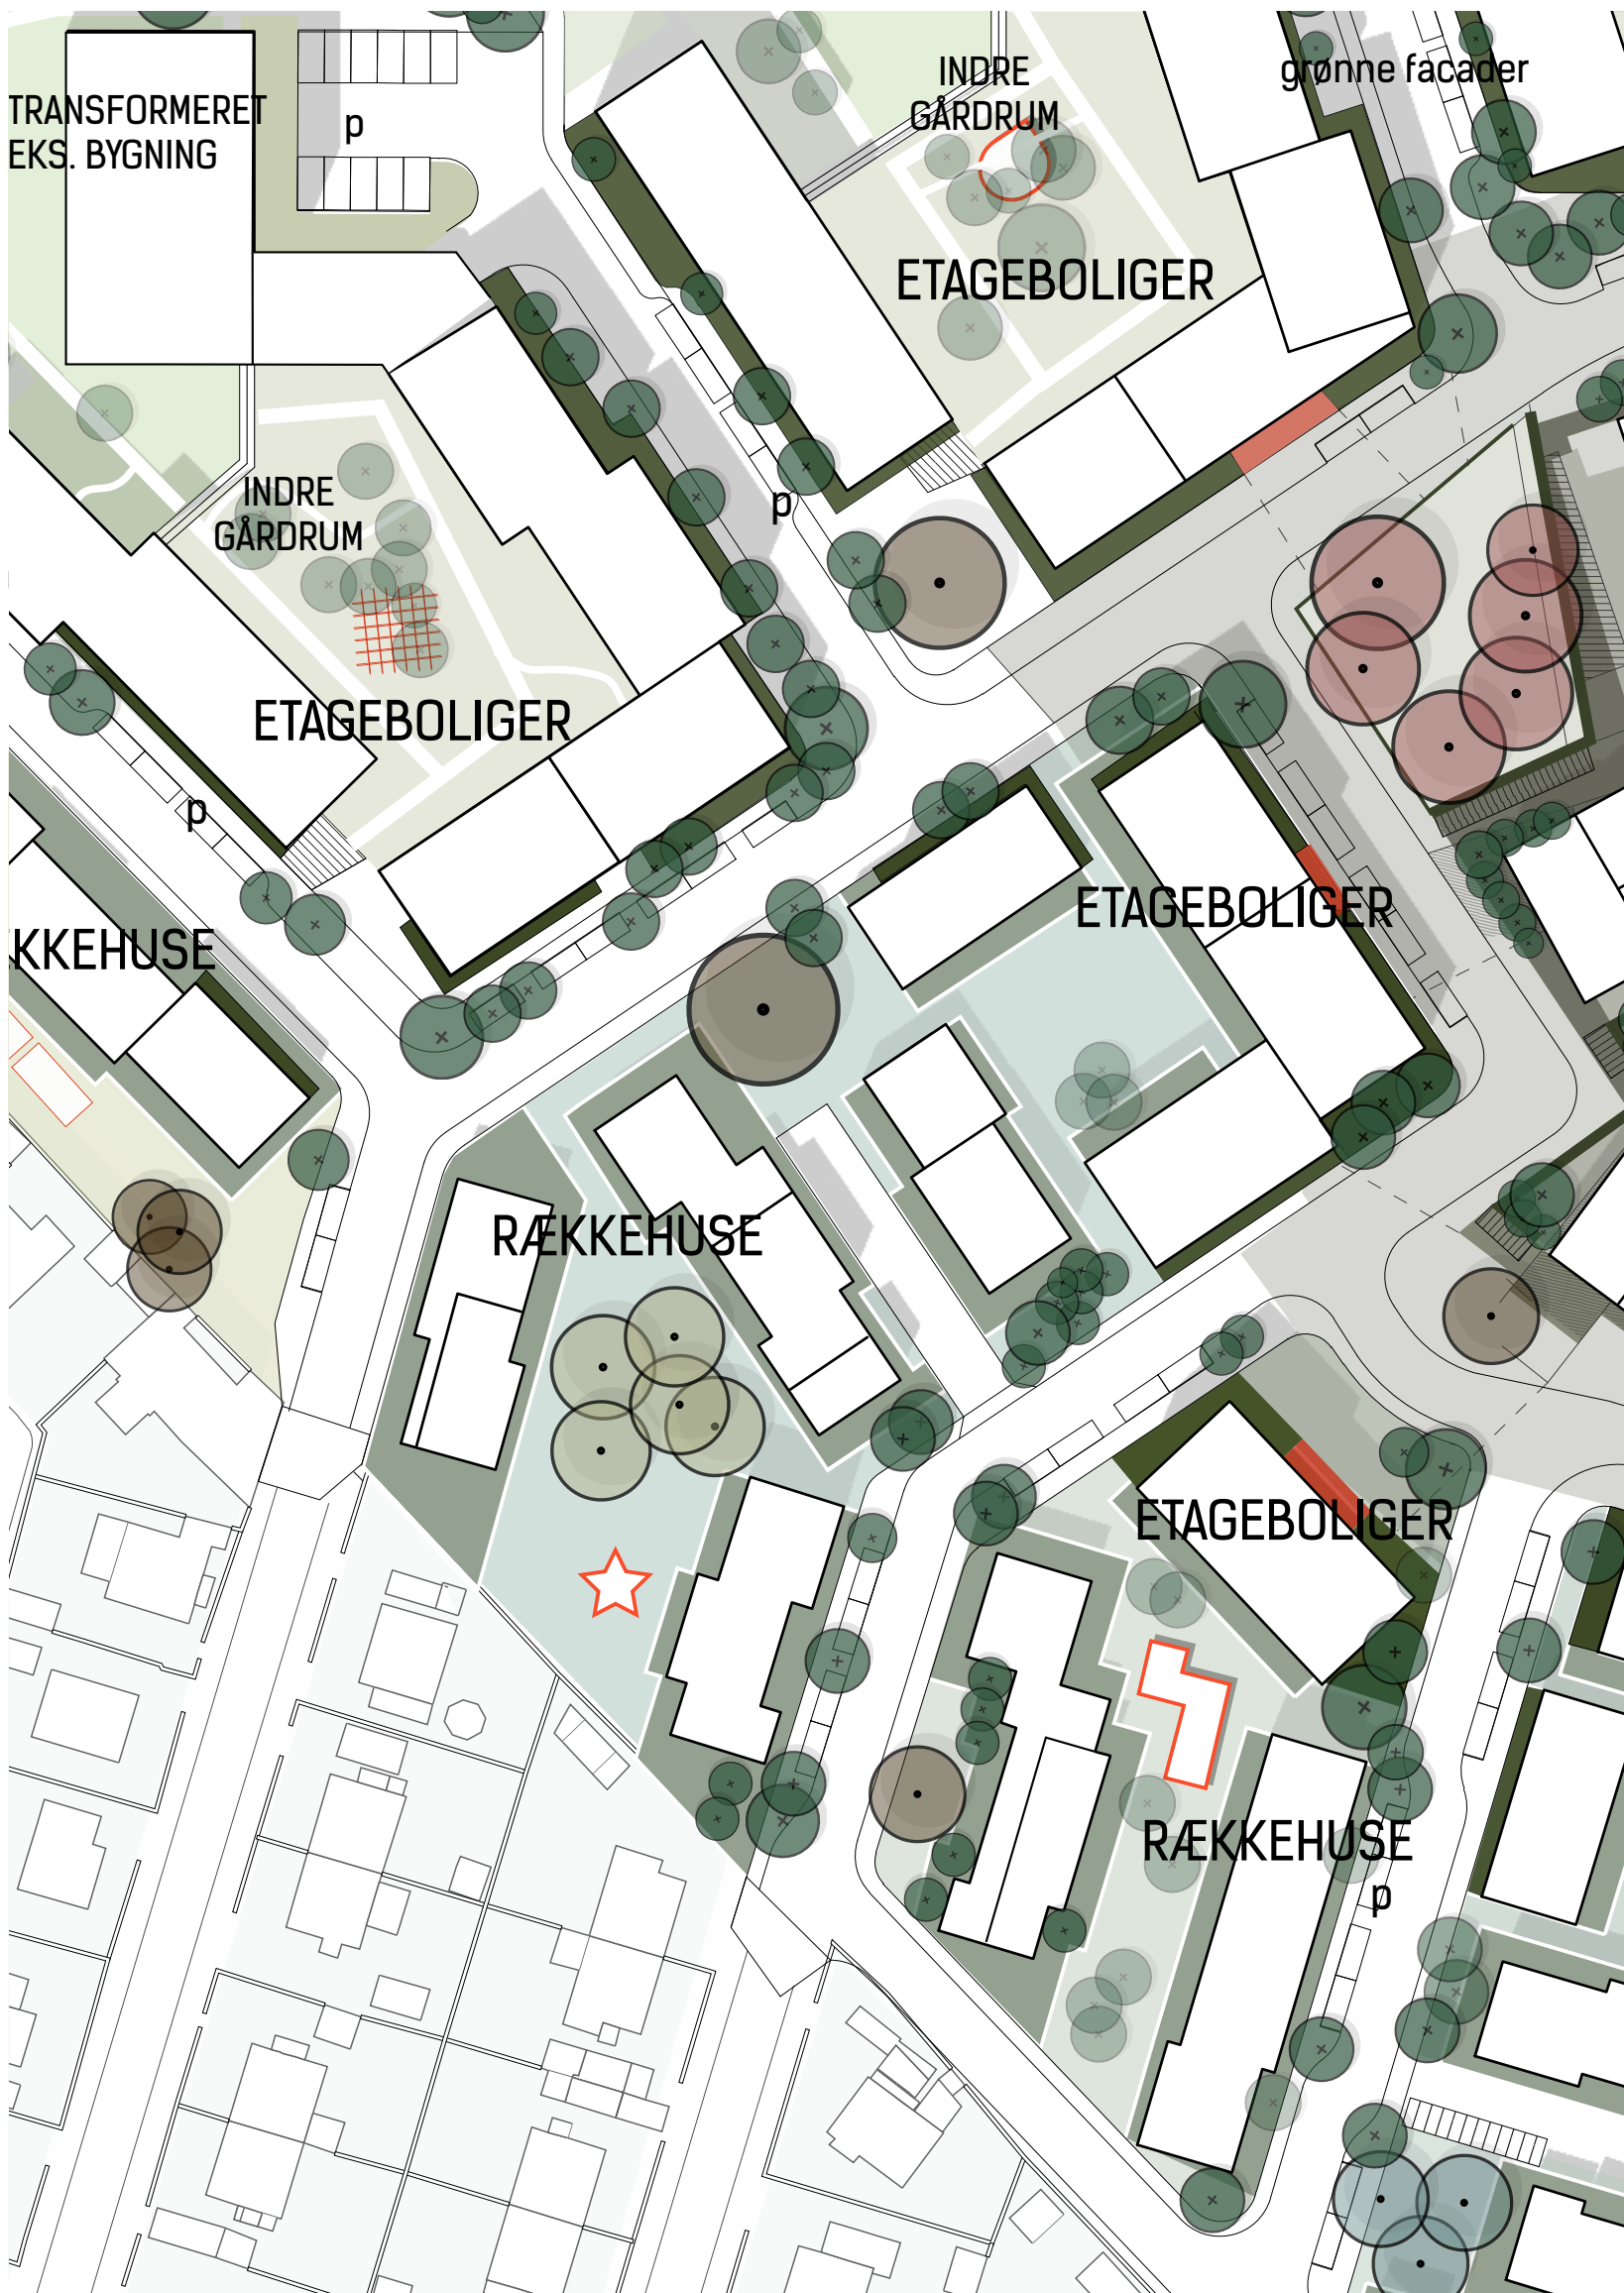 TRANSFORMERET
EKS. BYGNING
p
INDRE
GÅRDRUM
grønne facader
ETAGEBOLIGER
INDRE
GÅRDRUM
p
ETAGEBOLIGER
p
KKEHUSE
ETAGEBOLIGER
RÆKKEHUSE
ETAGEBOLIGER
RÆKKEHUSE
p